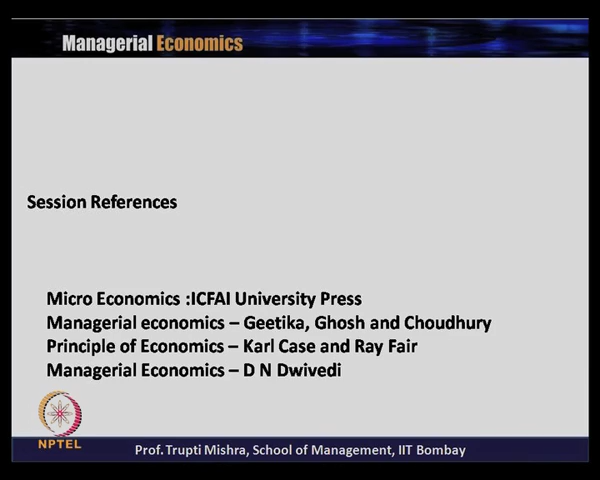 Managerial Economics
Session References
Micro Economics :ICFAI University Press
Managerial economics – Geetika, Ghosh and Choudhury
Principle of Economics – Karl Case and Ray Fair
Managerial Economics – D N Dwivedi
NPTEL
Prof. Trupti Mishra, School of Management, IIT Bombay